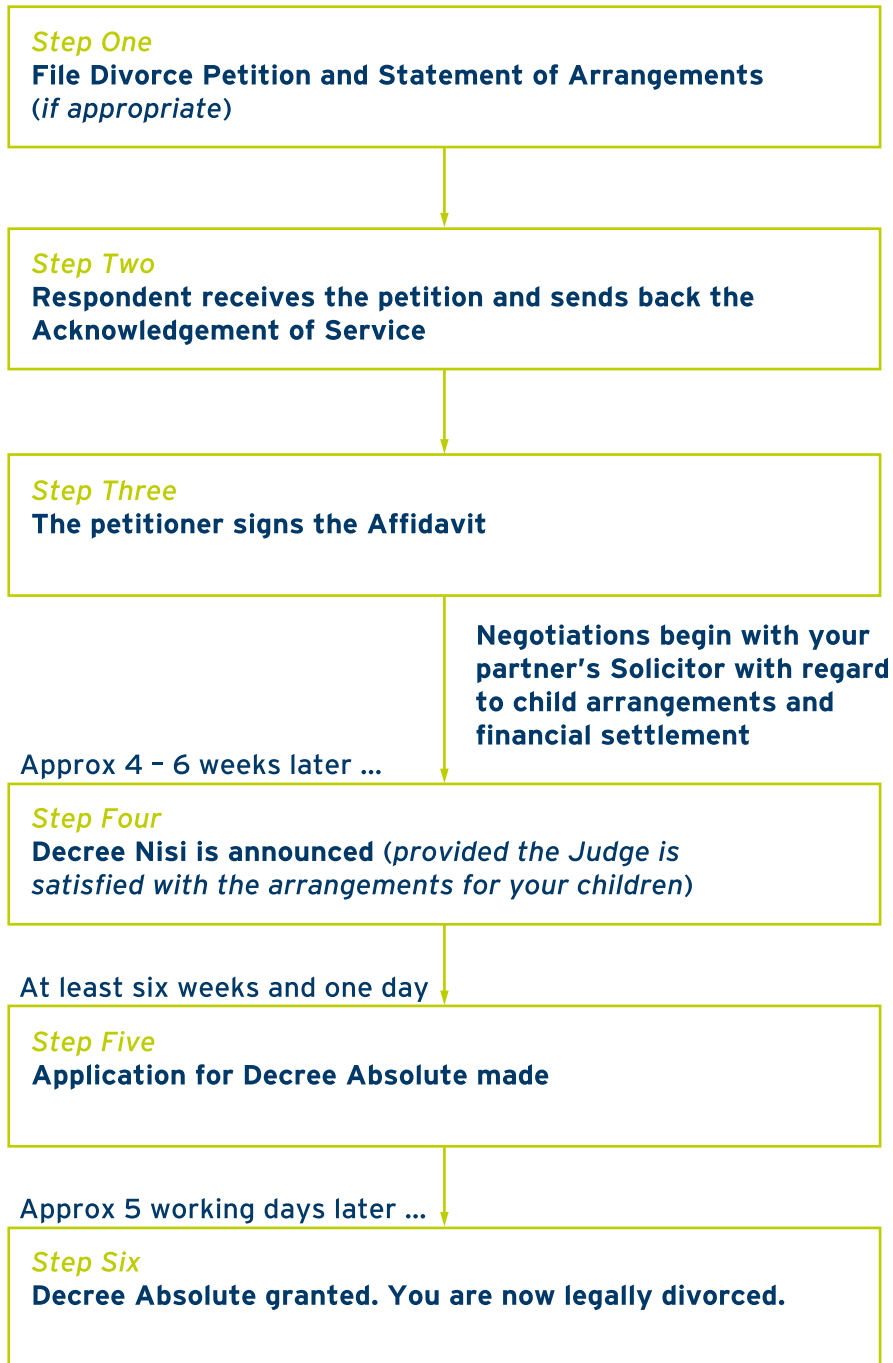 Step One
File Divorce Petition and Statement of Arrangements
(if appropriate)
Step Two
Respondent receives the petition and sends back the
Acknowledgement of Service
Step Three
The petitioner signs the Affidavit
Negotiations begin with your
partner's Solicitor with regard
to child arrangements and
financial settlement
Approx 4 – 6 weeks later ...
Step Four
Decree Nisi is announced (provided the Judge is
satisfied with the arrangements for your children)
At least six weeks and one day
Step Five
Application for Decree Absolute made
Approx 5 working days later ...
Step Six
Decree Absolute granted. You are now legally divorced.